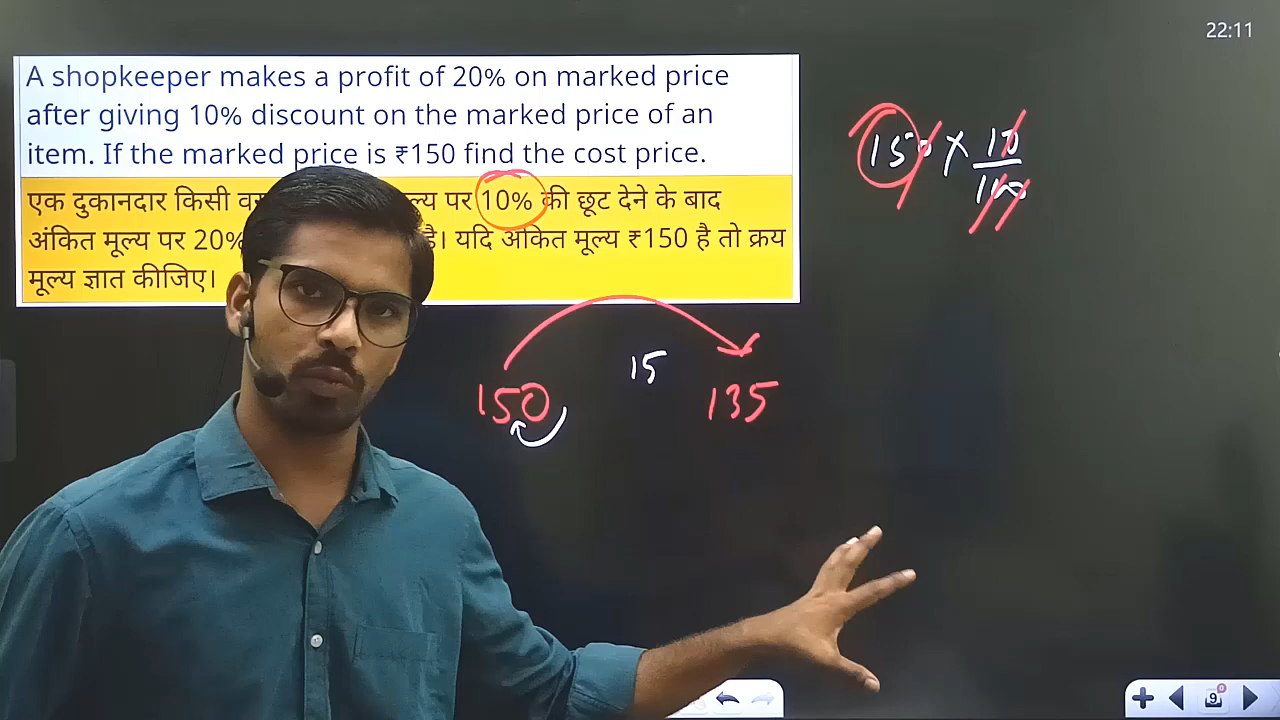 22:11
A shopkeeper makes a profit of 20% on marked price
after giving 10% discount on the marked price of an
item. If the marked price is ₹150 find the cost price.
एक दुकानदार किसी पर 10% की छूट देने के बाद
अंकित मूल्य पर 20% है। यदि अंकित मूल्य ₹150 है तो क्रय
मूल्य ज्ञात कीजिए।
150 × 10/100
15
150 135
9